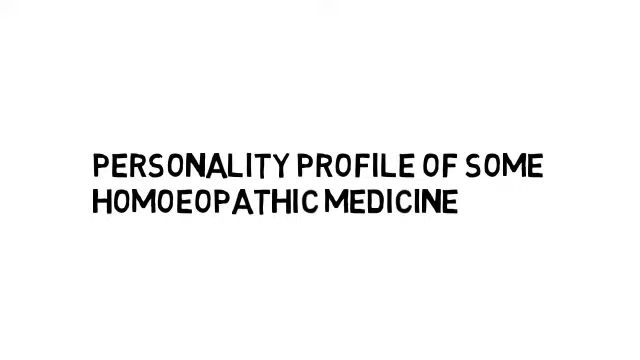 PERSONALITY PROFILE OF SOME
HOMOEOPATHIC MEDICINE